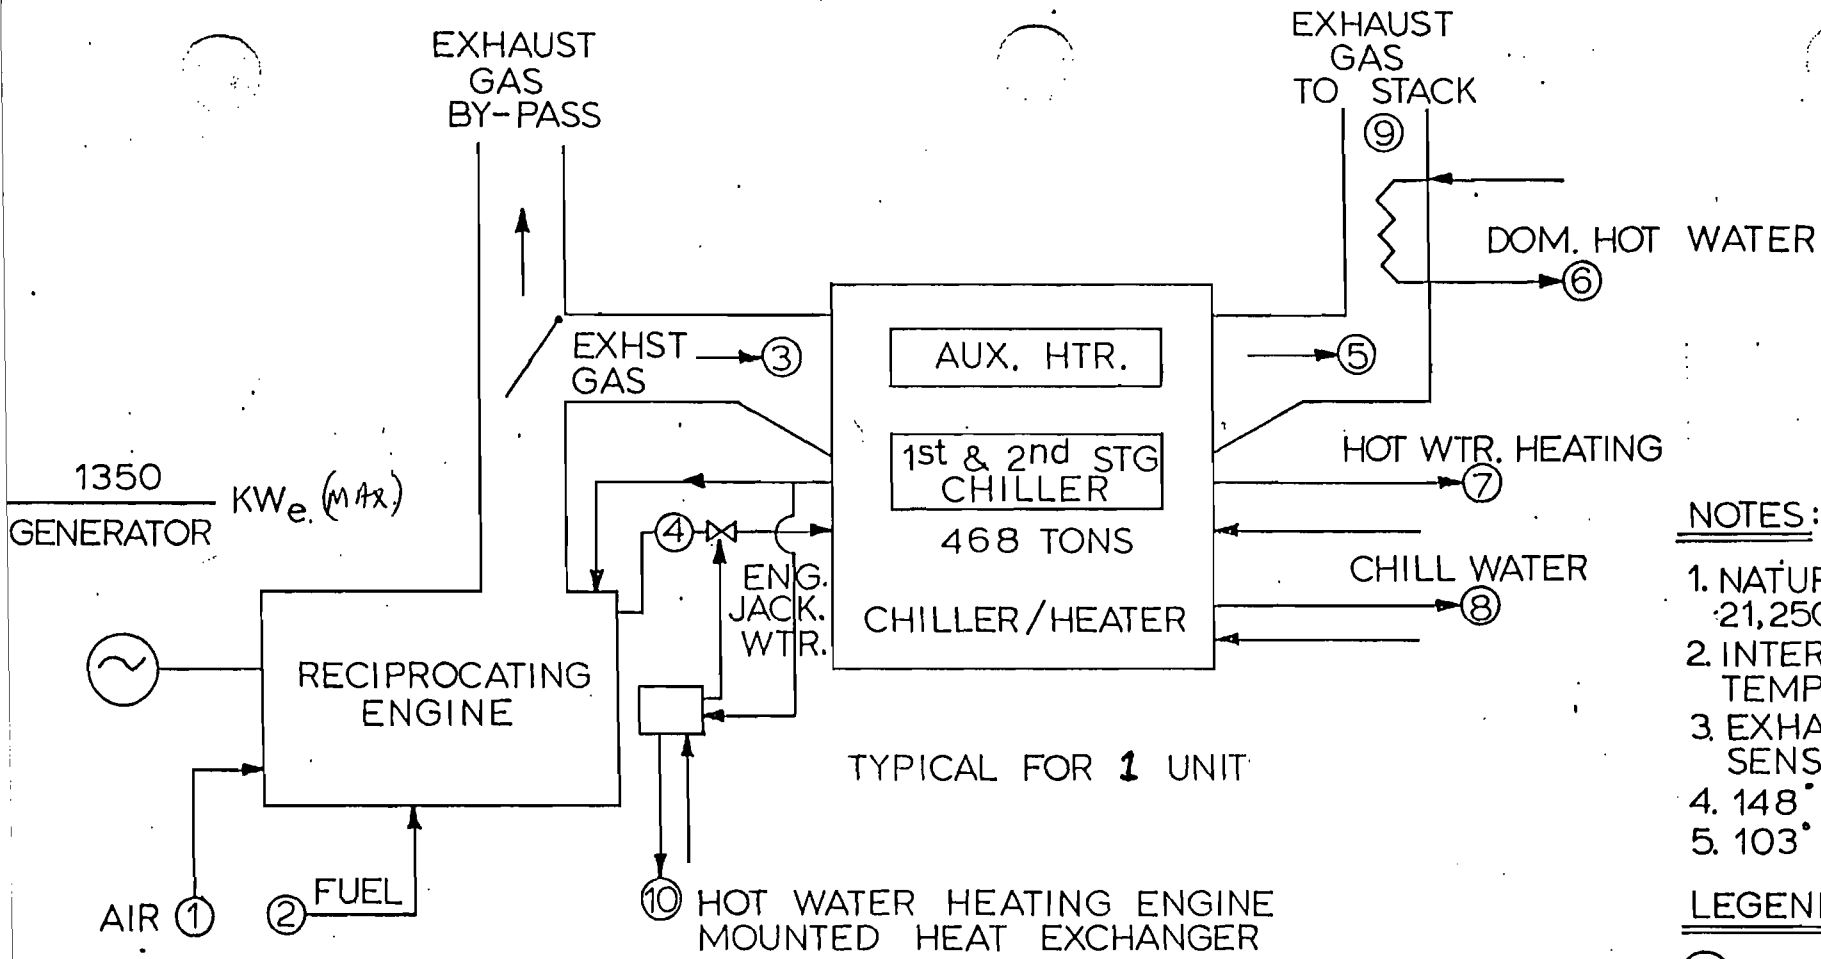 EXHAUST
GAS
BY-PASS
EXHAUST
GAS
TO STACK
9
DOM. HOT WATER
6
EXHST
GAS
3
AUX. HTR.
5
1350
GENERATOR
KWe. (MAX.)
1st & 2nd STG
CHILLER
468 TONS
CHILLER/HEATER
HOT WTR. HEATING
7
CHILL WATER
8
4
ENG.
JACK.
WTR.
RECIPROCATING
ENGINE
TYPICAL FOR 1 UNIT
AIR 1
2 FUEL
10 HOT WATER HEATING ENGINE
MOUNTED HEAT EXCHANGER
NOTES:
1. NATUR
21,250
2. INTER
TEMP
3. EXHA
SENS
4. 148°
5. 103°
LEGEN